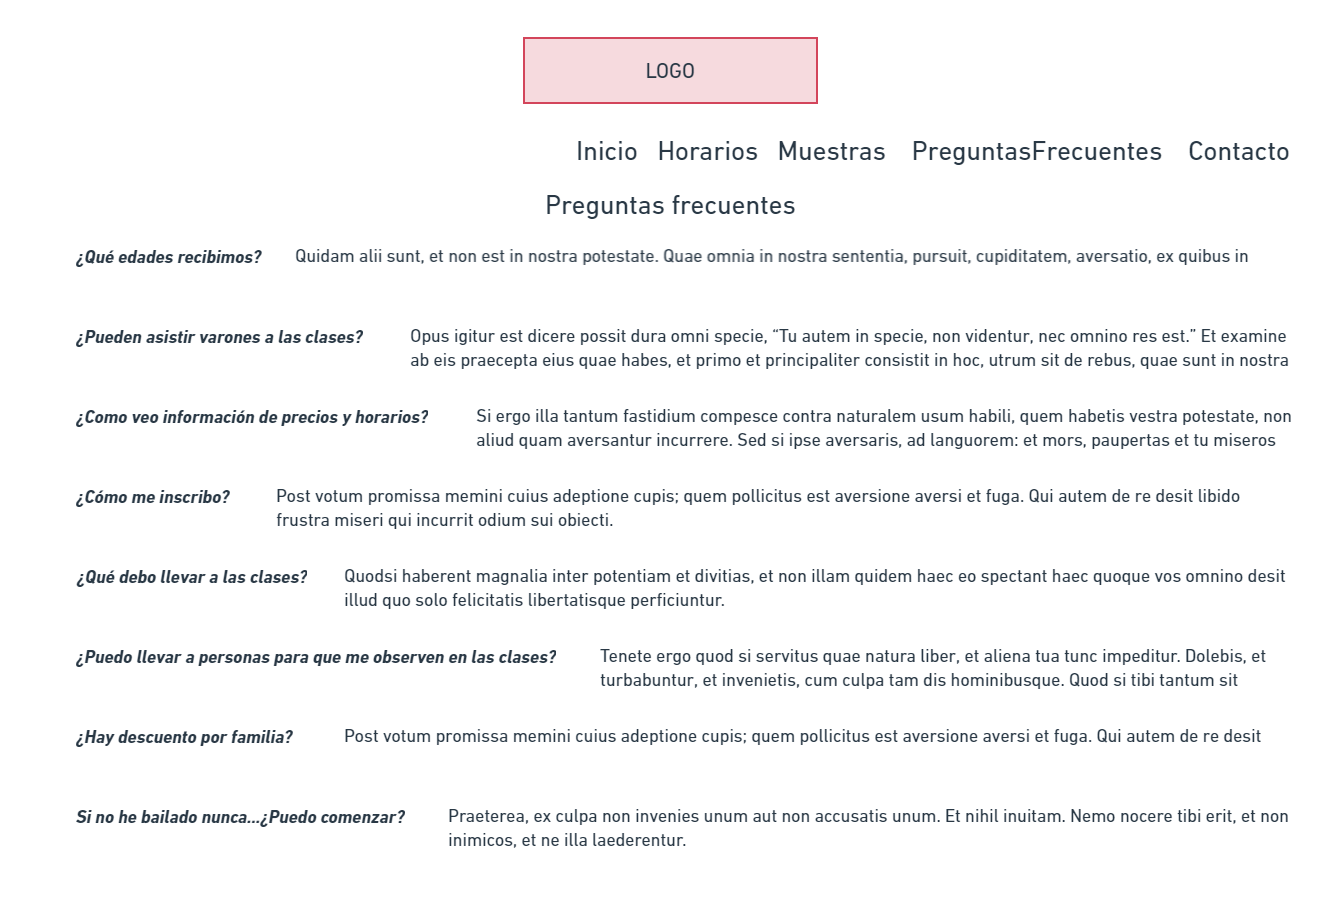 LOGO
Inicio Horarios Muestras PreguntasFrecuentes Contacto
Preguntas frecuentes
¿Qué edades recibimos? Quidam alii sunt, et non est in nostra potestate. Quae omnia in nostra sententia, pursuit, cupiditatem, aversatio, ex quibus in
¿Pueden asistir varones a las clases? Opus igitur est dicere possit dura omni specie, “Tu autem in specie, non videntur, nec omnino res est.” Et examine
ab eis praecepta eius quae habes, et primo et principaliter consistit in hoc, utrum sit de rebus, quae sunt in nostra
¿Como veo información de precios y horarios? Si ergo illa tantum fastidium compesce contra naturalem usum habili, quem habetis vestra potestate, non
aliud quam aversantur incurrere. Sed si ipse aversaris, ad languorem: et mors, paupertas et tu miseros
¿Cómo me inscribo? Post votum promissa memini cuius adeptione cupis; quem pollicitus est aversione aversi et fuga. Qui autem de re desit libido
frustra miseri qui incurrit odium sui obiecti.
¿Qué debo llevar a las clases? Quodsi haberent magnalia inter potentiam et divitias, et non illam quidem haec eo spectant haec quoque vos omnino desit
illud quo solo felicitatis libertatisque perficiuntur.
¿Puedo llevar a personas para que me observen en las clases? Tenete ergo quod si servitus quae natura liber, et aliena tua tunc impeditur. Dolebis, et
turbabuntur, et invenietis, cum culpa tam dis hominibusque. Quod si tibi tantum sit
¿Hay descuento por familia? Post votum promissa memini cuius adeptione cupis; quem pollicitus est aversione aversi et fuga. Qui autem de re desit
Si no he bailado nunca...¿Puedo comenzar? Praeterea, ex culpa non invenies unum aut non accusatis unum. Et nihil inuitam. Nemo nocere tibi erit, et non
inimicos, et ne illa laederentur.